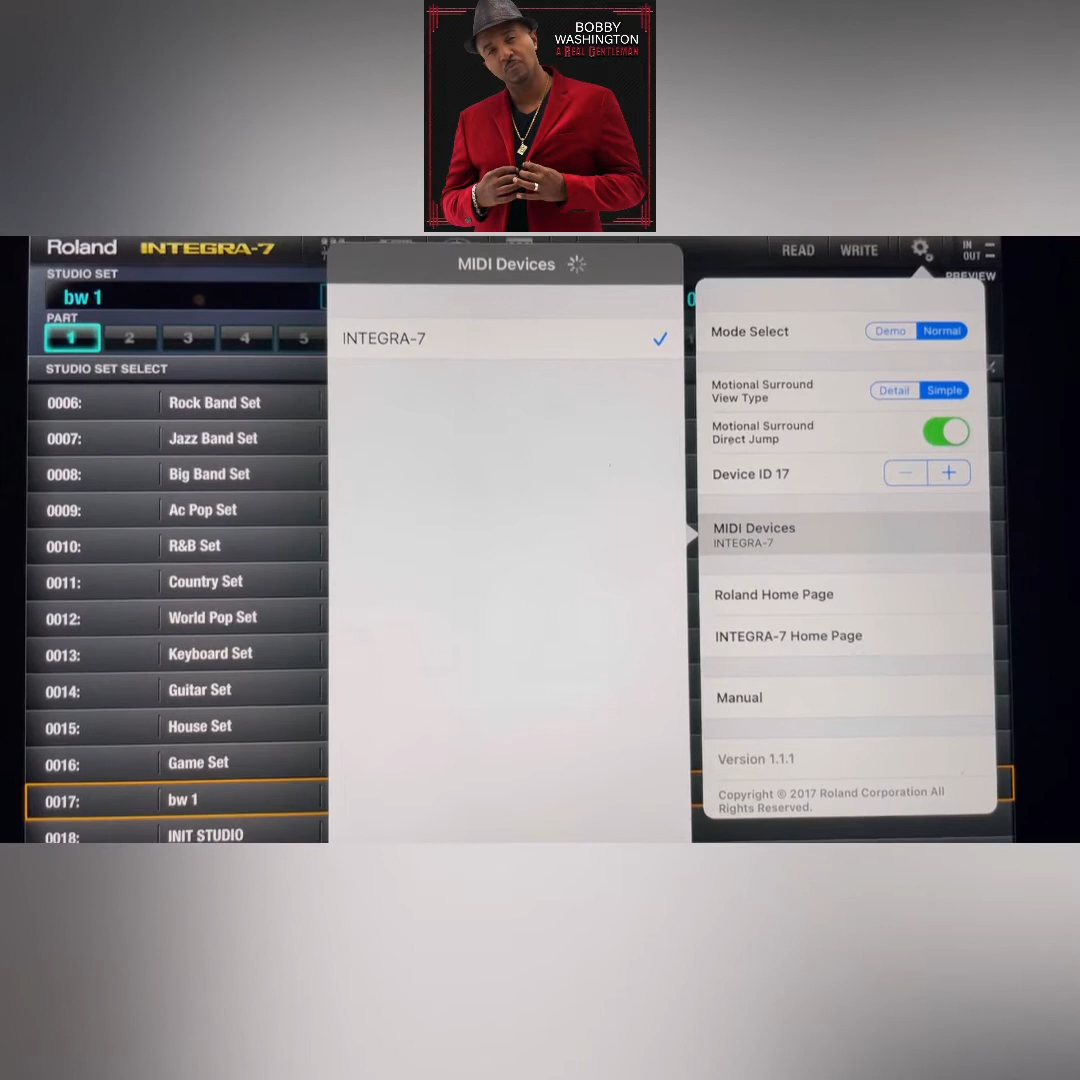 BOBBY
WASHINGTON
A REAL GENTLEMAN
Roland INTEGRA-7
READ WRITE IN
OUT
STUDIO SET
PREVIEW
bw 1
0
PART
1 2 3 4 5
STUDIO SET SELECT
0006: Rock Band Set
0007: Jazz Band Set
0008: Big Band Set
0009: Ac Pop Set
0010: R&B Set
0011: Country Set
0012: World Pop Set
0013: Keyboard Set
0014: Guitar Set
0015: House Set
0016: Game Set
0017: bw 1
0018: INIT STUDIO
MIDI Devices
INTEGRA-7
Mode Select Demo Normal
Motional Surround
View Type Detail Simple
Motional Surround
Direct Jump
Device ID 17 − +
MIDI Devices
INTEGRA-7
Roland Home Page
INTEGRA-7 Home Page
Manual
Version 1.1.1
Copyright © 2017 Roland Corporation All
Rights Reserved.